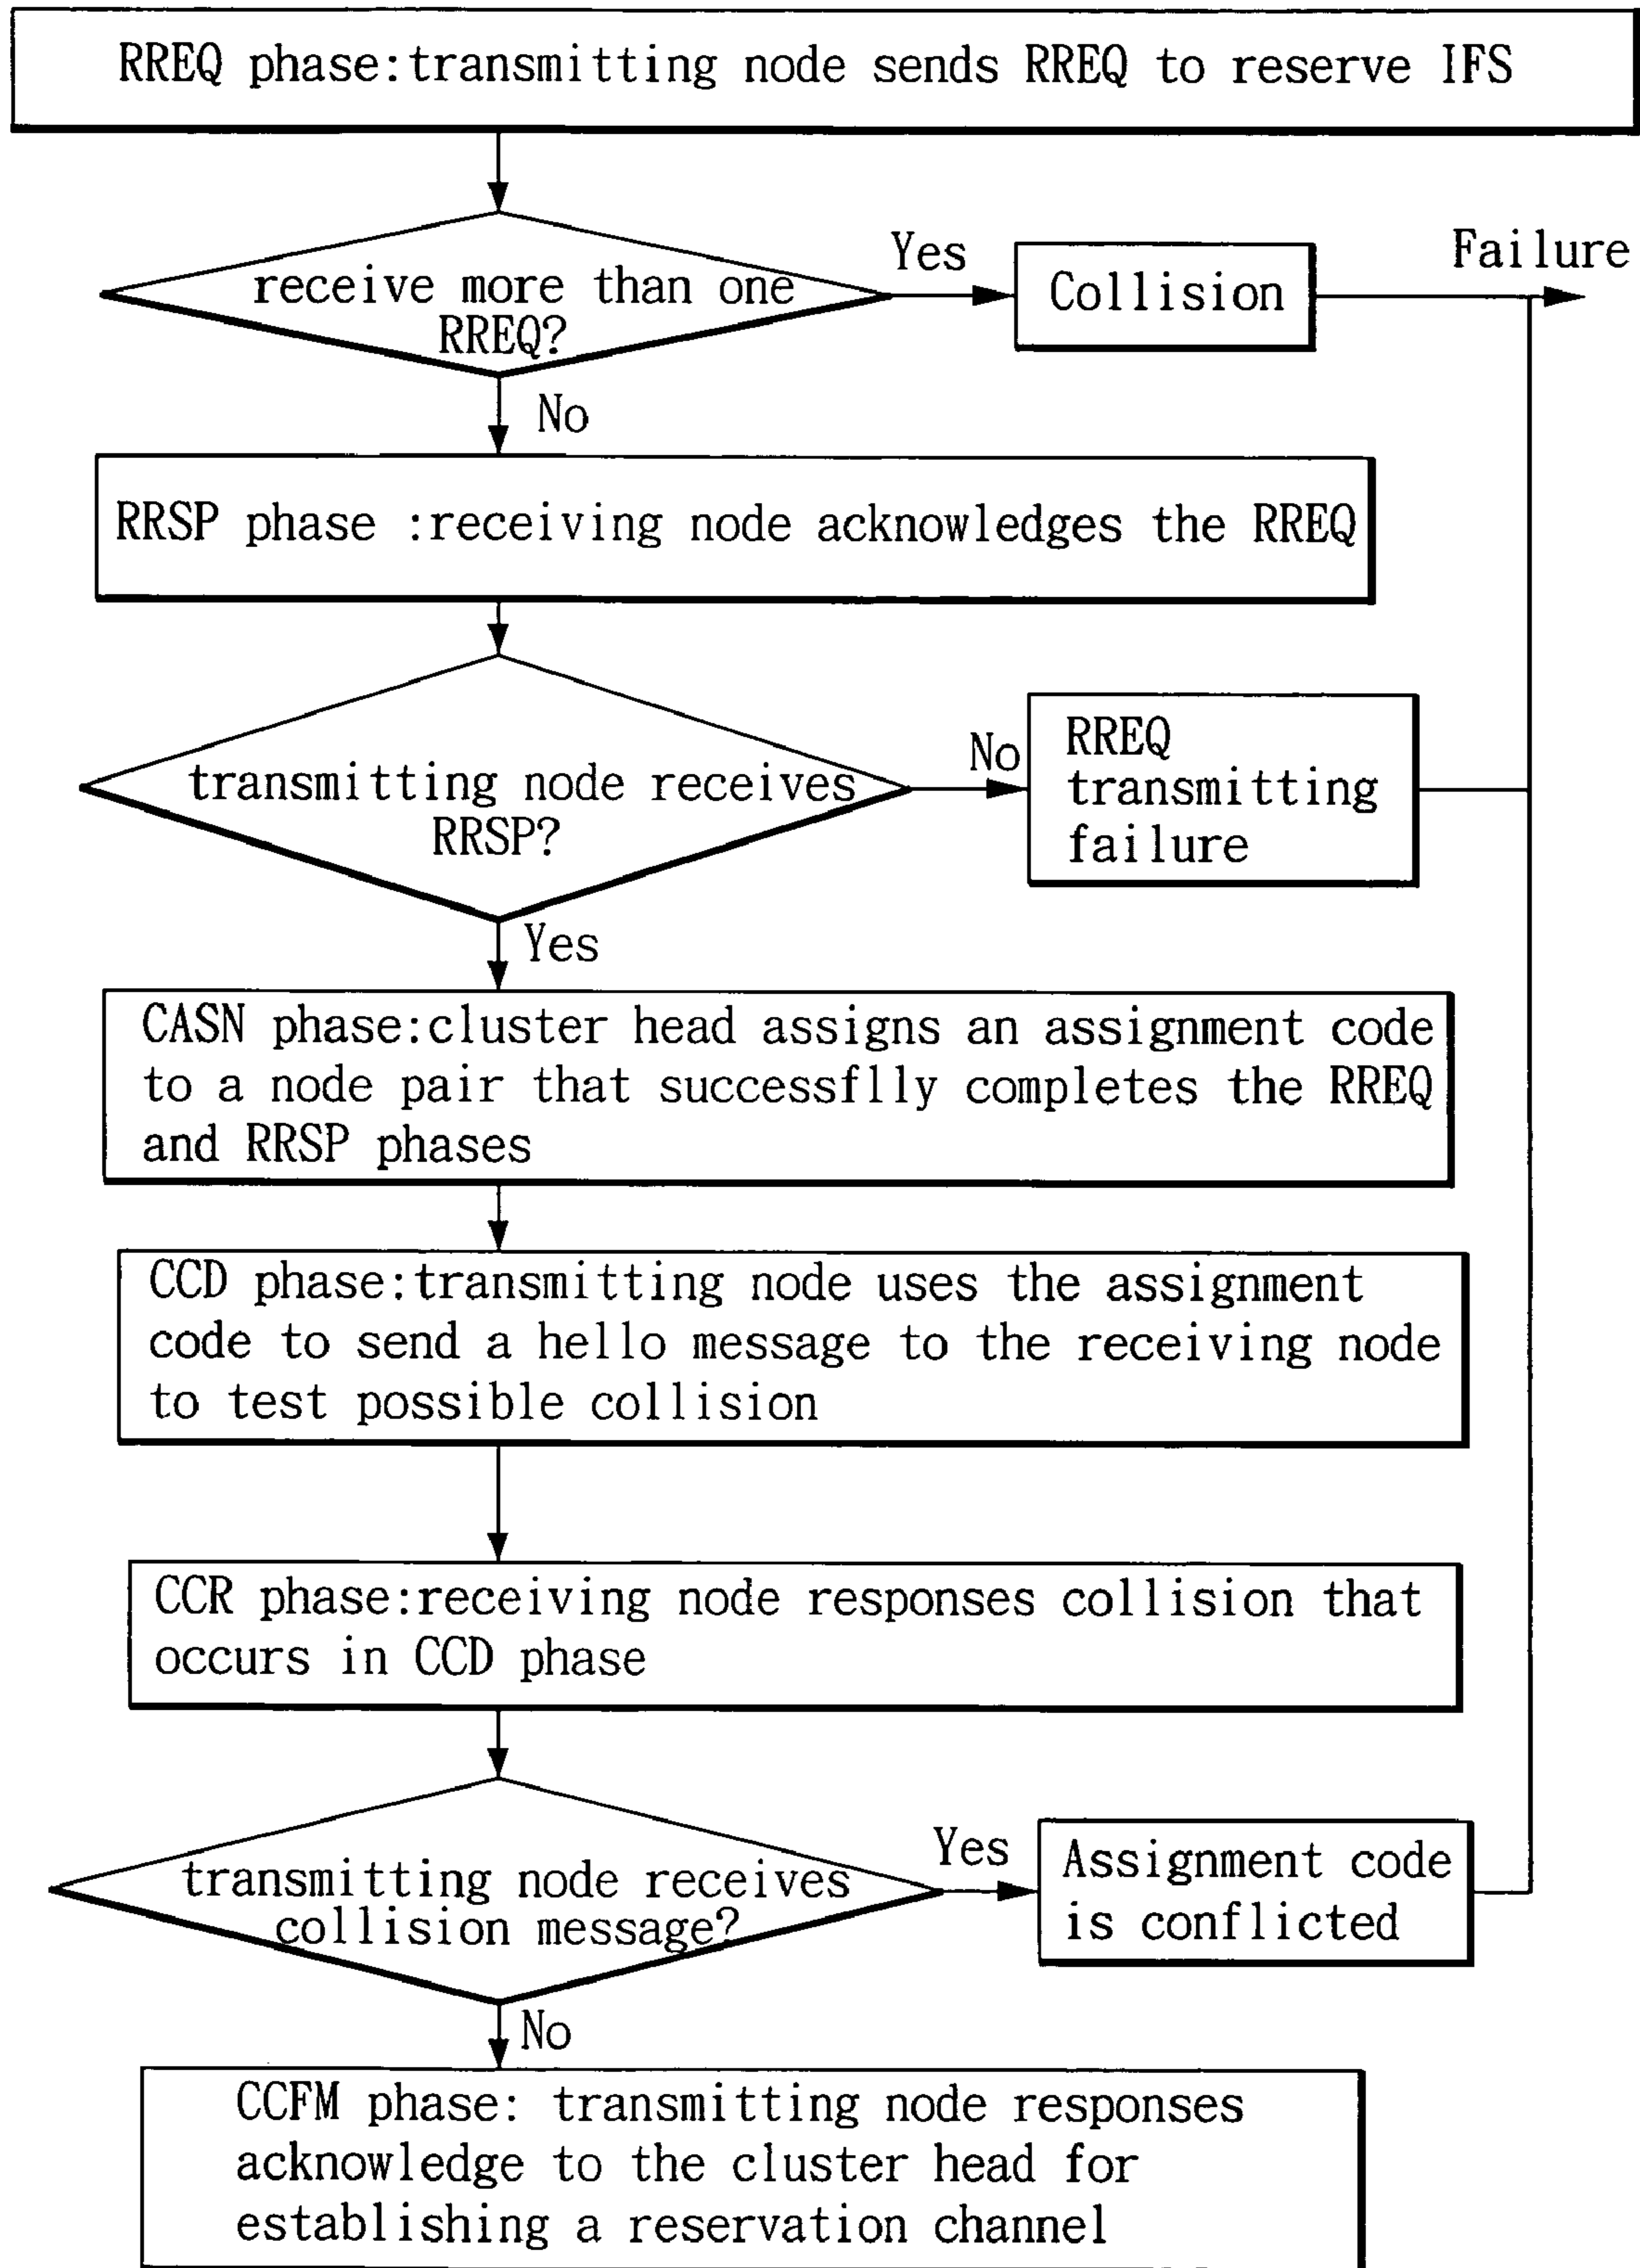 RREQ phase:transmitting node sends RREQ to reserve IFS
receive more than one
RREQ?
Yes
Collision
Failure
No
RRSP phase :receiving node acknowledges the RREQ
transmitting node receives
RRSP?
No
RREQ
transmitting
failure
Yes
CASN phase:cluster head assigns an assignment code
to a node pair that successflly completes the RREQ
and RRSP phases
CCD phase:transmitting node uses the assignment
code to send a hello message to the receiving node
to test possible collision
CCR phase:receiving node responses collision that
occurs in CCD phase
transmitting node receives
collision message?
Yes
Assignment code
is conflicted
No
CCFM phase: transmitting node responses
acknowledge to the cluster head for
establishing a reservation channel